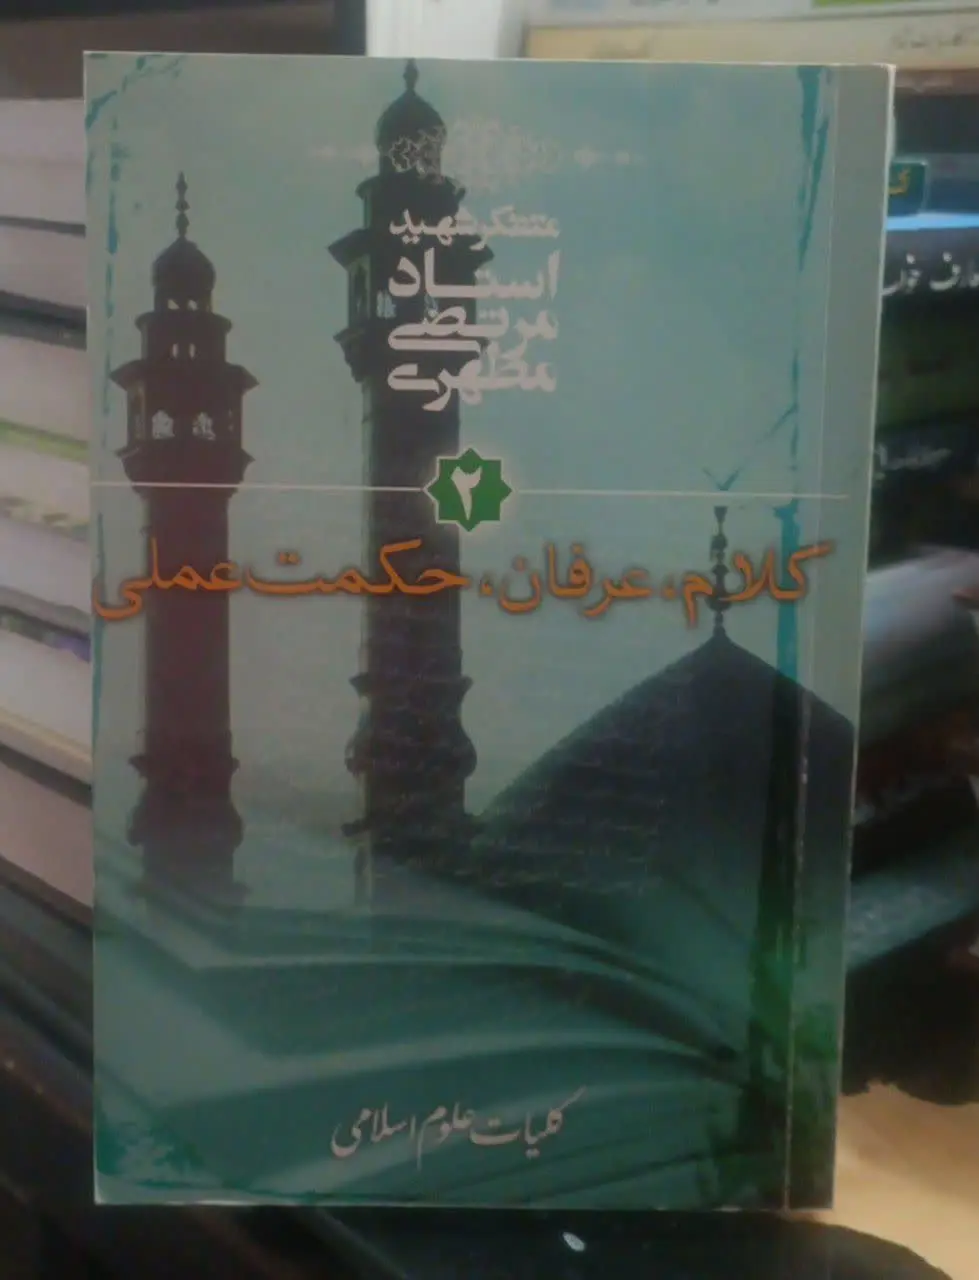 متفکر شهید
استاد
مرتضی
مطهری
۲
کلام، عرفان، حکمت عملی
کلیات علوم اسلامی